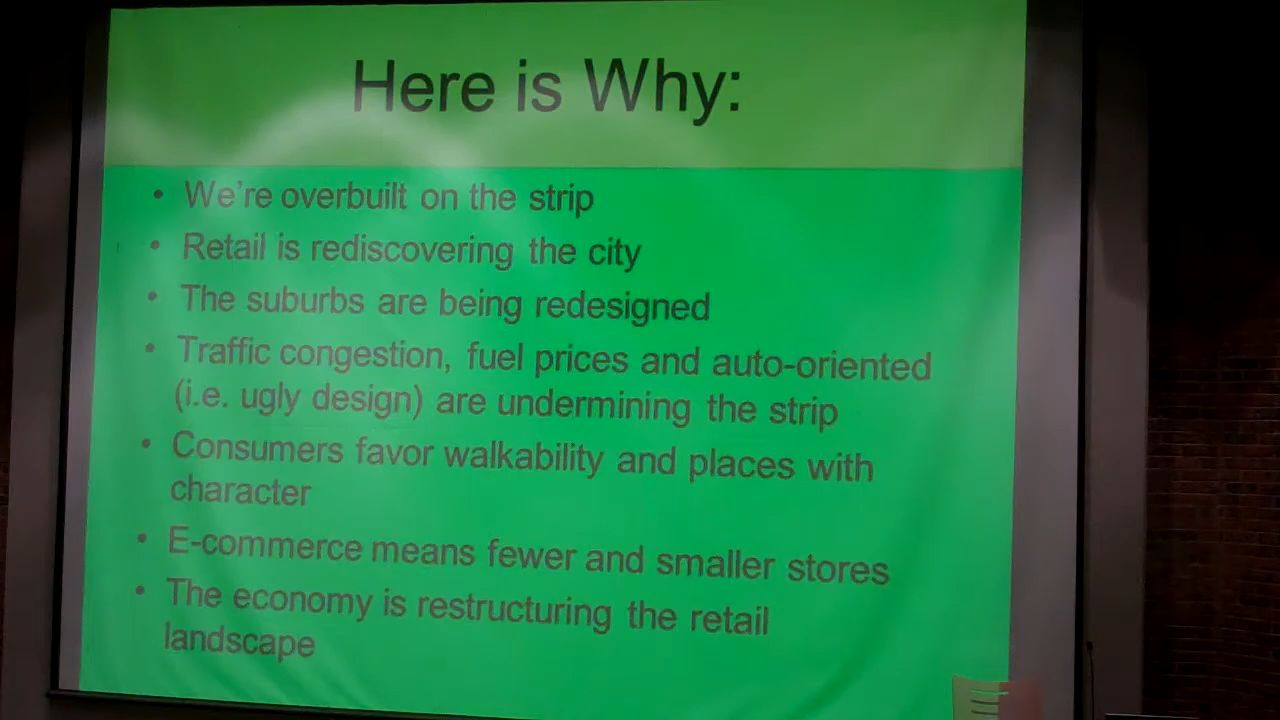 Here is Why:
• We're overbuilt on the strip
• Retail is rediscovering the city
• The suburbs are being redesigned
• Traffic congestion, fuel prices and auto-oriented
(i.e. ugly design) are undermining the strip
• Consumers favor walkability and places with
character
• E-commerce means fewer and smaller stores
• The economy is restructuring the retail
landscape